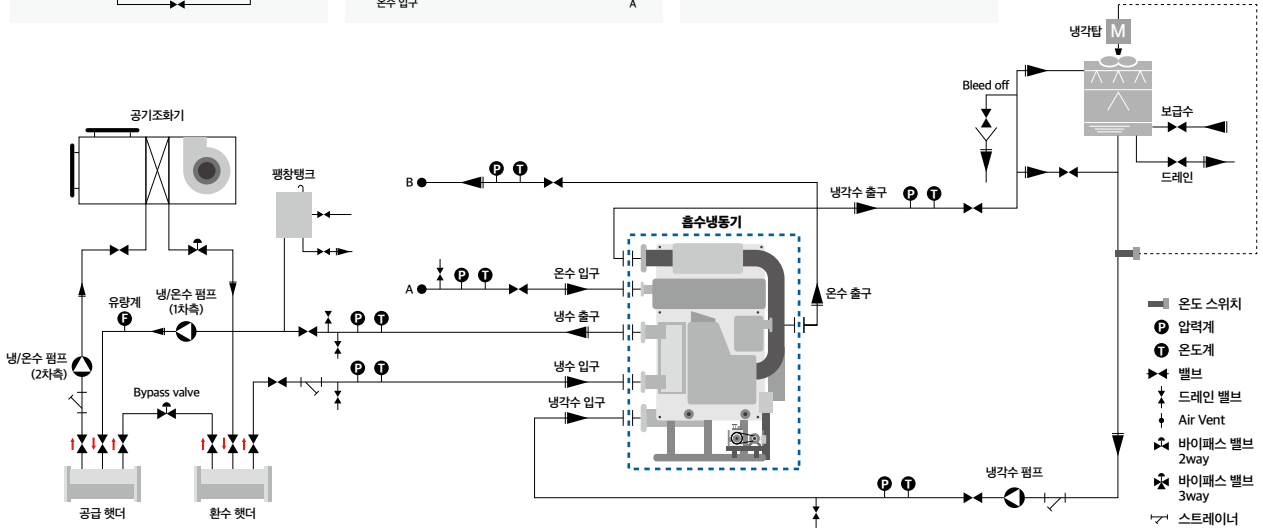 온수 입구
A
냉각탑
M
Bleed off
보급수
드레인
공기조화기
팽창탱크
B
P
T
냉각수 출구
P
T
흡수냉동기
A
P
T
온수 입구
온수 출구
유량계
F
냉/온수 펌프
(1차측)
P
T
냉수 출구
냉/온수 펌프
(2차측)
P
T
냉수 입구
Bypass valve
냉각수 입구
공급 헷더
환수 헷더
P
T
냉각수 펌프
온도 스위치
P 압력계
T 온도계
밸브
드레인 밸브
Air Vent
바이패스 밸브
2way
바이패스 밸브
3way
스트레이너